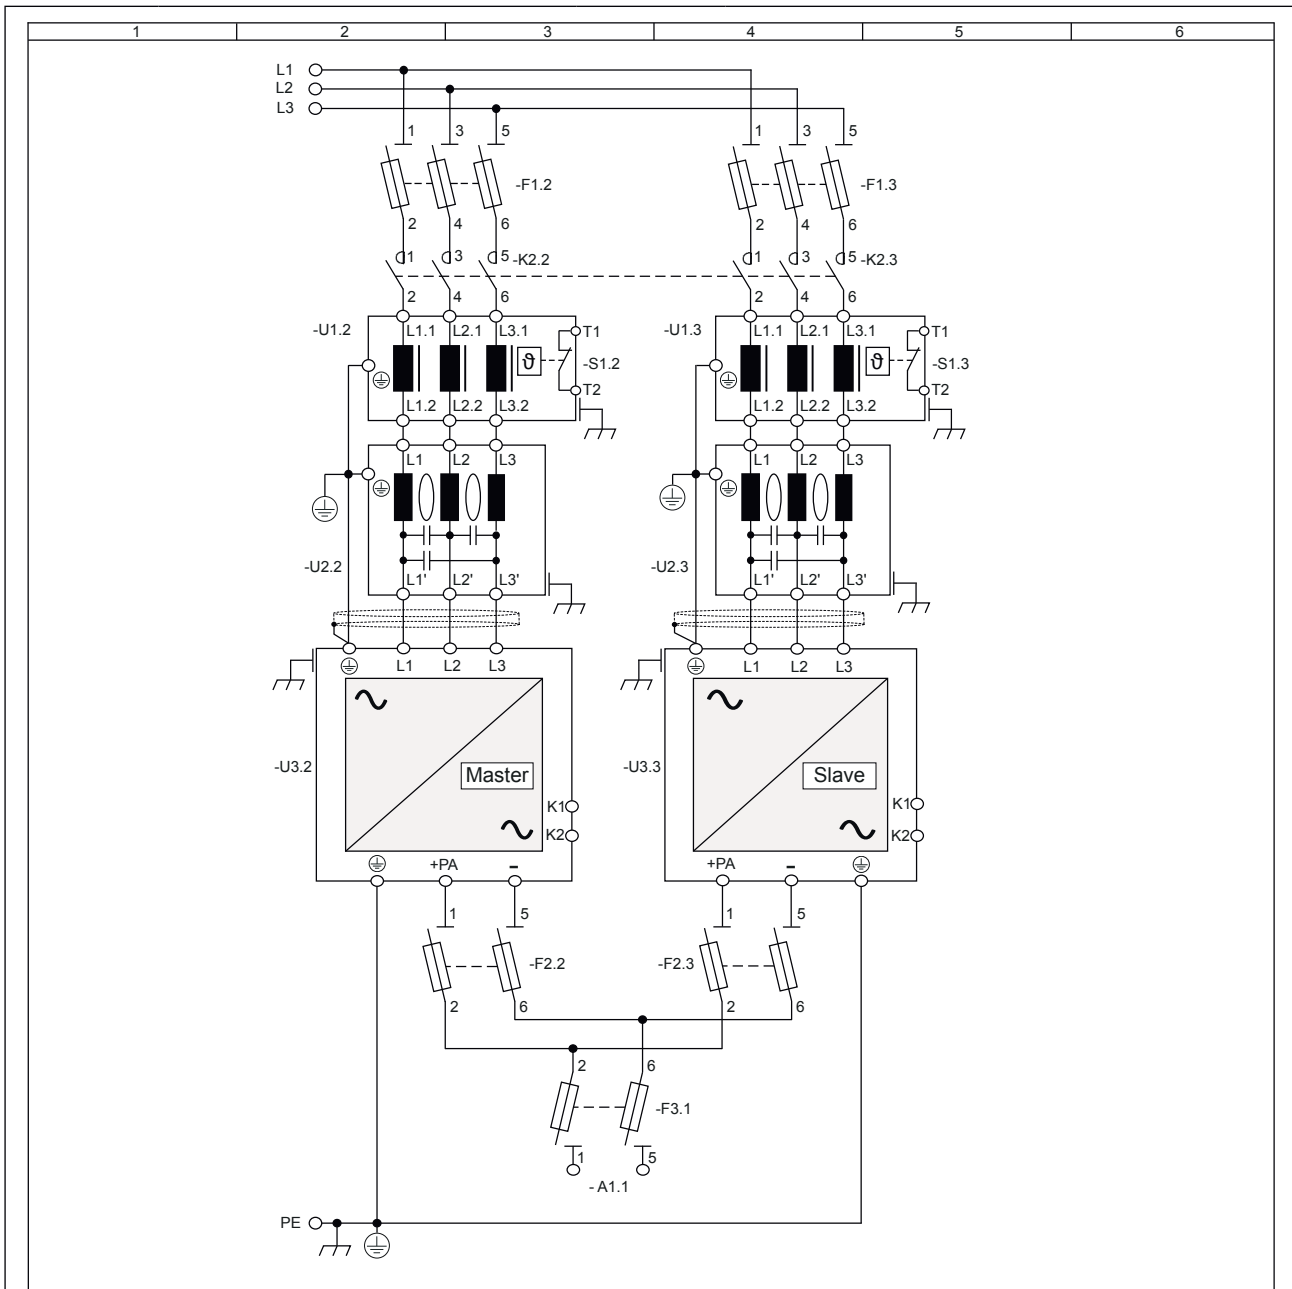 1 2 3 4 5 6
L1
L2
L3
1 3 5 1 3 5
-F1.2 -F1.3
2 4 6 2 4 6
1 3 5 -K2.2 1 3 5 -K2.3
2 4 6 2 4 6
-U1.2 L1.1 L2.1 L3.1 T1 -U1.3 L1.1 L2.1 L3.1 T1
ϑ -S1.2 ϑ -S1.3
T2 T2
L1.2 L2.2 L3.2 L1.2 L2.2 L3.2
L1 L2 L3 L1 L2 L3
-U2.2 -U2.3
L1' L2' L3' L1' L2' L3'
L1 L2 L3 L1 L2 L3
-U3.2 Master -U3.3 Slave
K1 K1
K2 K2
+PA - +PA -
1 5 1 5
-F2.2 -F2.3
2 6 2 6
2 6
-F3.1
1 5
- A1.1
PE